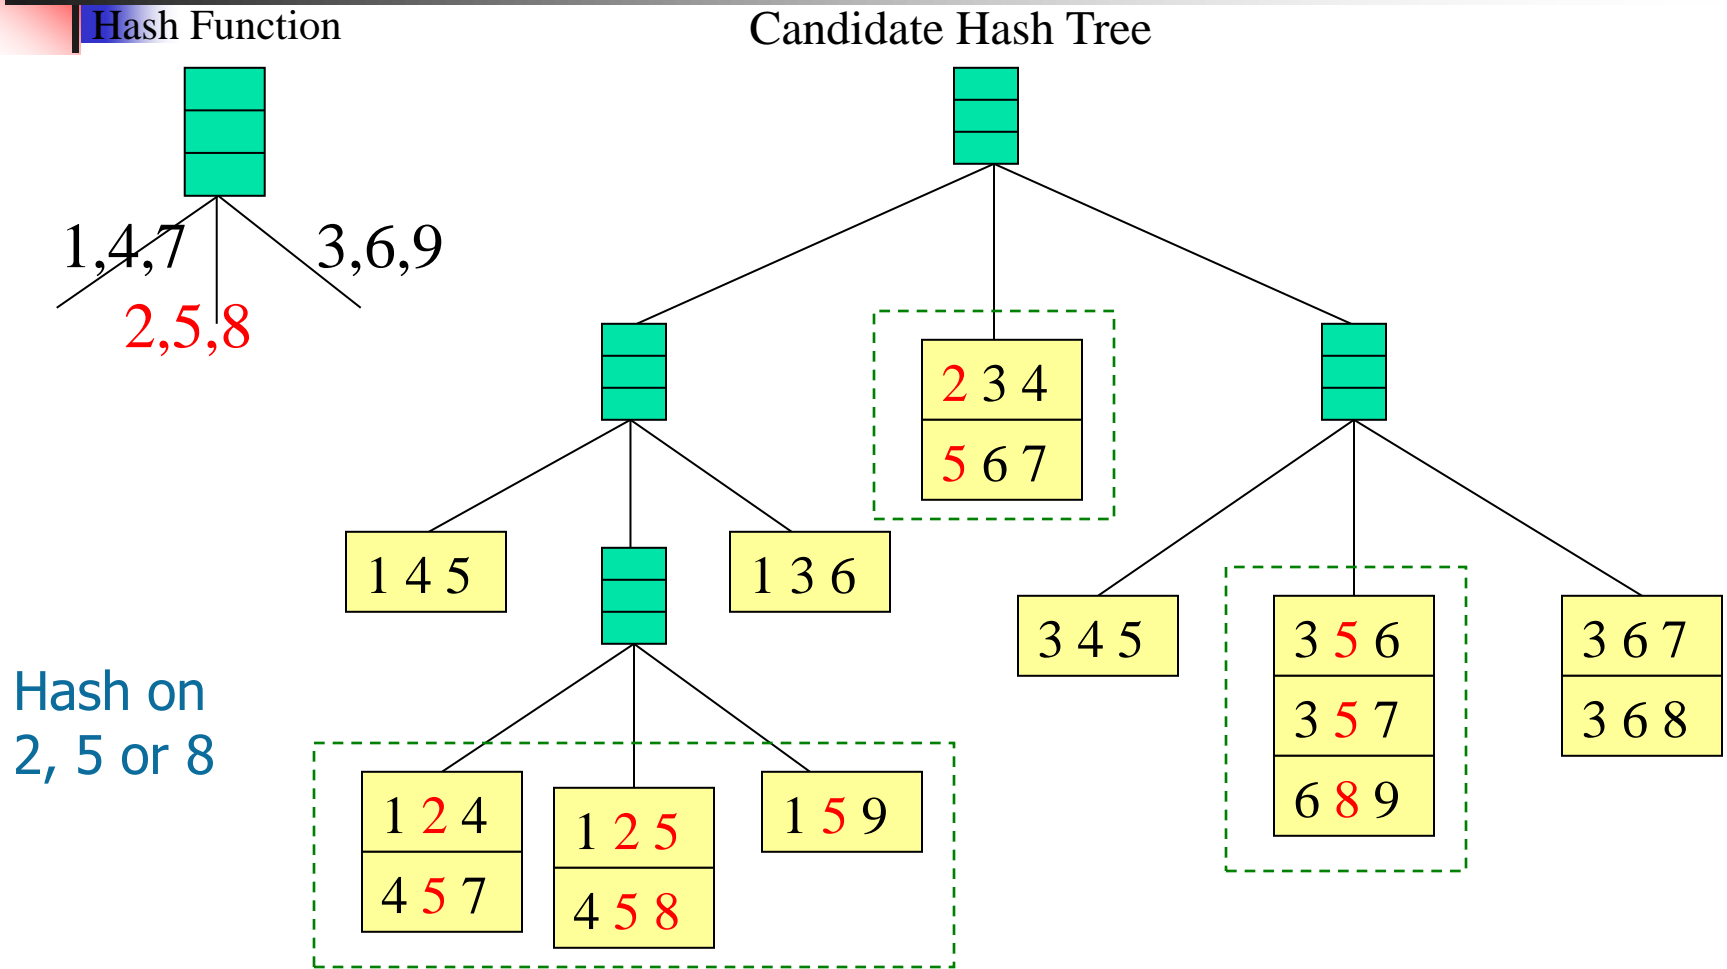 Hash Function
Candidate Hash Tree
1,4,7
3,6,9
2,5,8
2 3 4
5 6 7
1 4 5
1 3 6
3 4 5
3 5 6
3 6 7
3 5 7
3 6 8
6 8 9
Hash on
2, 5 or 8
1 2 4
1 2 5
1 5 9
4 5 7
4 5 8